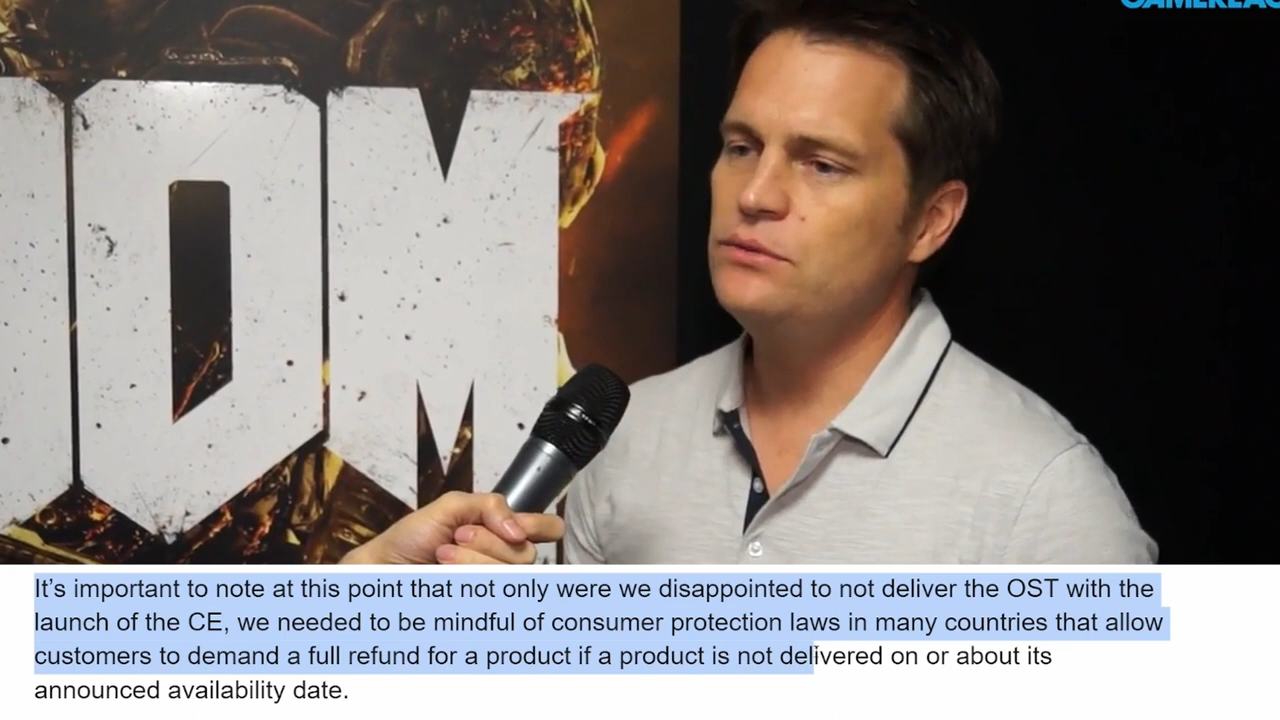 GAMEREAC
OOM
It’s important to note at this point that not only were we disappointed to not deliver the OST with the
launch of the CE, we needed to be mindful of consumer protection laws in many countries that allow
customers to demand a full refund for a product if a product is not delivered on or about its
announced availability date.